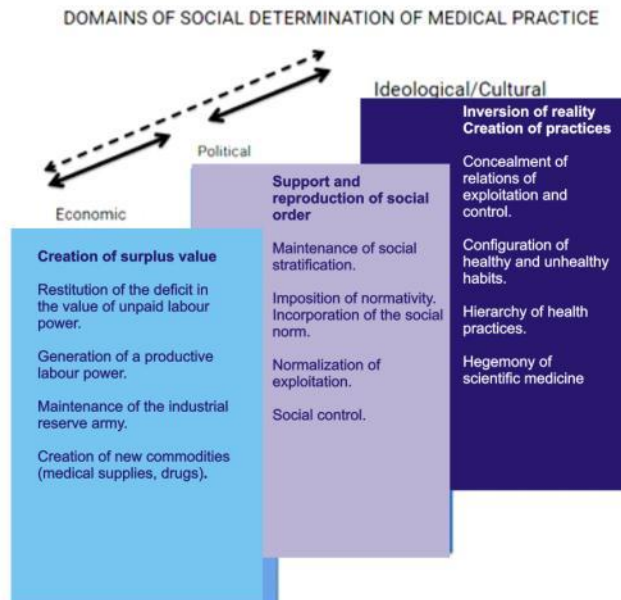 DOMAINS OF SOCIAL DETERMINATION OF MEDICAL PRACTICE
Economic
Creation of surplus value
Restitution of the deficit in
the value of unpaid labour
power.
Generation of a productive
labour power.
Maintenance of the industrial
reserve army.
Creation of new commodities
(medical supplies, drugs).
Political
Support and
reproduction of social
order
Maintenance of social
stratification.
Imposition of normativity.
Incorporation of the social
norm.
Normalization of
exploitation.
Social control.
Ideological/Cultural
Inversion of reality
Creation of practices
Concealment of
relations of
exploitation and
control.
Configuration of
healthy and unhealthy
habits.
Hierarchy of health
practices.
Hegemony of
scientific medicine